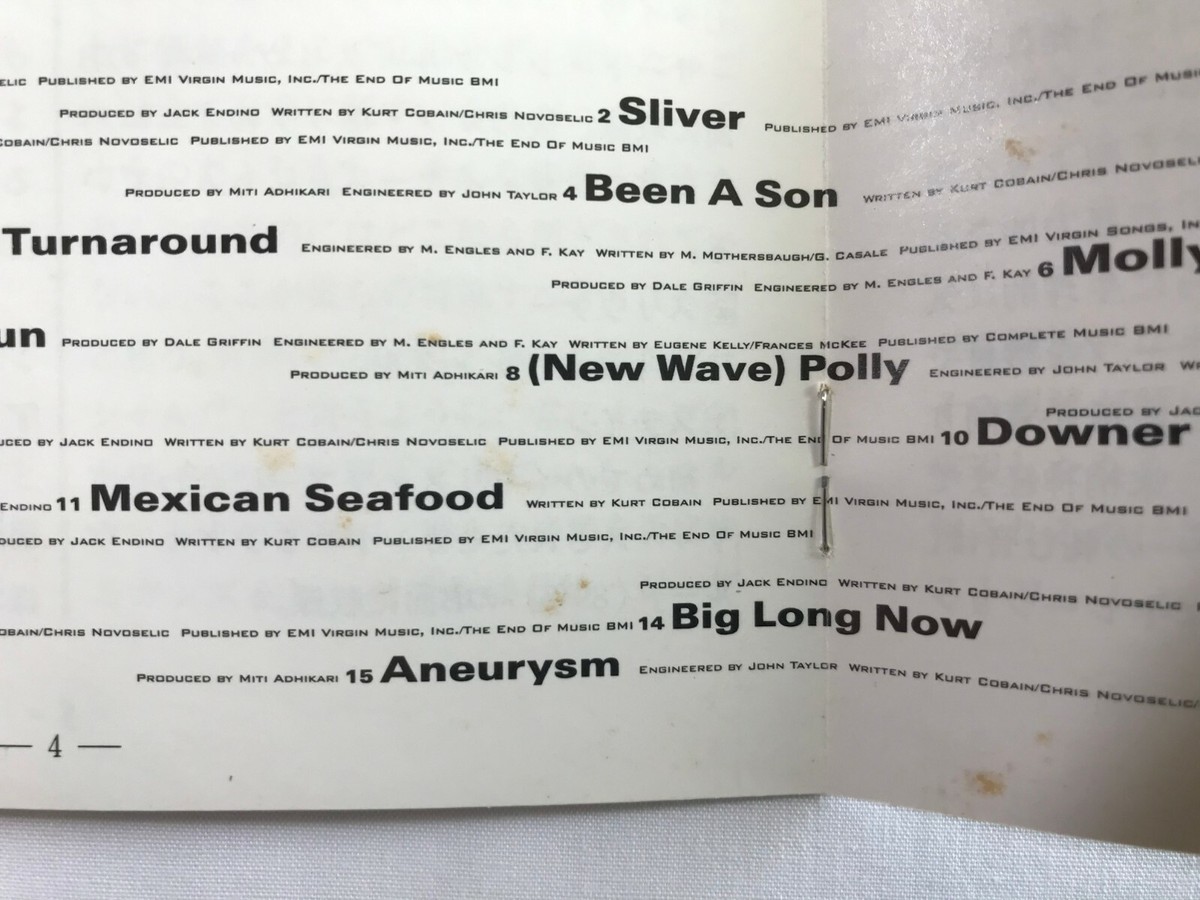 ELIC PUBLISHED BY EMI VIRGIN MUSIC, INC./THE END OF MUSIC BMI
PRODUCED BY JACK ENDINO WRITTEN BY KURT COBAIN/CHRIS NOVOSELIC 2 Sliver PUBLISHED BY EMI VIRGIN MUSIC, INC./THE END OF MUSI
COBAIN/CHRIS NOVOSELIC PUBLISHED BY EMI VIRGIN MUSIC, INC./THE END OF MUSIC BMI
PRODUCED BY MITI ADHIKARI ENGINEERED BY JOHN TAYLOR 4 Been A Son WRITTEN BY KURT COBAIN/CHRIS NOVOSELI
Turnaround ENGINEERED BY M. ENGLES AND F. KAY WRITTEN BY M. MOTHERSBAUGH/G. CASALE PUBLISHED BY EMI VIRGIN SONGS, IN
PRODUCED BY DALE GRIFFIN ENGINEERED BY M. ENGLES AND F. KAY 6 Molly
un PRODUCED BY DALE GRIFFIN ENGINEERED BY M. ENGLES AND F. KAY WRITTEN BY EUGENE KELLY/FRANCES MCKEE PUBLISHED BY COMPLETE MUSIC BMI
PRODUCED BY MITI ADHIKARI 8 (New Wave) Polly ENGINEERED BY JOHN TAYLOR WR
PRODUCED BY JAC
UCED BY JACK ENDINO WRITTEN BY KURT COBAIN/CHRIS NOVOSELIC PUBLISHED BY EMI VIRGIN MUSIC, INC./THE END OF MUSIC BMI 10 Downer
ENDINO 11 Mexican Seafood WRITTEN BY KURT COBAIN PUBLISHED BY EMI VIRGIN MUSIC, INC./THE END OF MUSIC BMI
DUCED BY JACK ENDINO WRITTEN BY KURT COBAIN PUBLISHED BY EMI VIRGIN MUSIC, INC./THE END OF MUSIC BMI
PRODUCED BY JACK ENDINO WRITTEN BY KURT COBAIN/CHRIS NOVOSELIC
OBAIN/CHRIS NOVOSELIC PUBLISHED BY EMI VIRGIN MUSIC, INC./THE END OF MUSIC BMI 14 Big Long Now
PRODUCED BY MITI ADHIKARI 15 Aneurysm ENGINEERED BY JOHN TAYLOR WRITTEN BY KURT COBAIN/CHRIS NOVOSELIC/
— 4 —